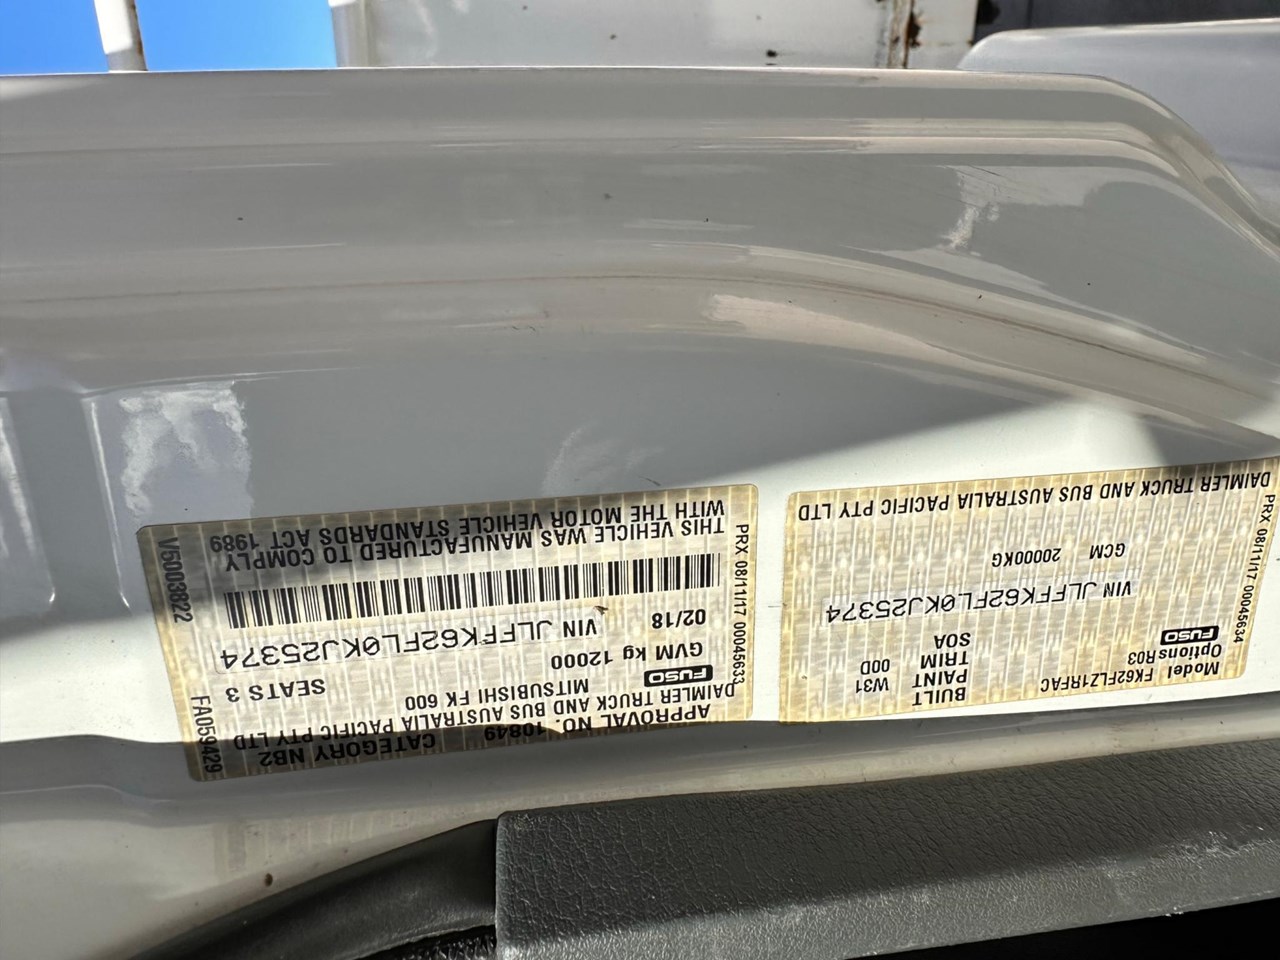 APPROVAL NO. 10849 CATEGORY NB2
DAIMLER TRUCK AND BUS AUSTRALIA PACIFIC PTY LTD
FUSO MITSUBISHI FK 600
GVM kg 12000 SEATS 3
02/18 VIN JLFFK62FL0KJ25374
THIS VEHICLE WAS MANUFACTURED TO COMPLY
WITH THE MOTOR VEHICLE STANDARDS ACT 1989
PRX 08/11/17 00045633
V5003822 FA059429
Model FK62FLZ1RFAC
Options R03
FUSO
BUILT W31
PAINT 00D
TRIM SOA
VIN JLFFK62FL0KJ25374
GCM 20000KG
DAIMLER TRUCK AND BUS AUSTRALIA PACIFIC PTY LTD
PRX 08/11/17 00045634